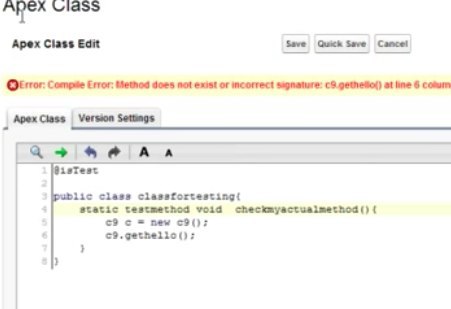 Apex Class
Apex Class Edit
Save Quick Save Cancel
Error: Compile Error: Method does not exist or incorrect signature: c9.gethello() at line 6 colum
Apex Class Version Settings
A A
1 @isTest
2
3 public class classfortesting{
4 static testmethod void checkmyactualmethod(){
5 c9 c = new c9();
6 c9.gethello();
7 }
8 }